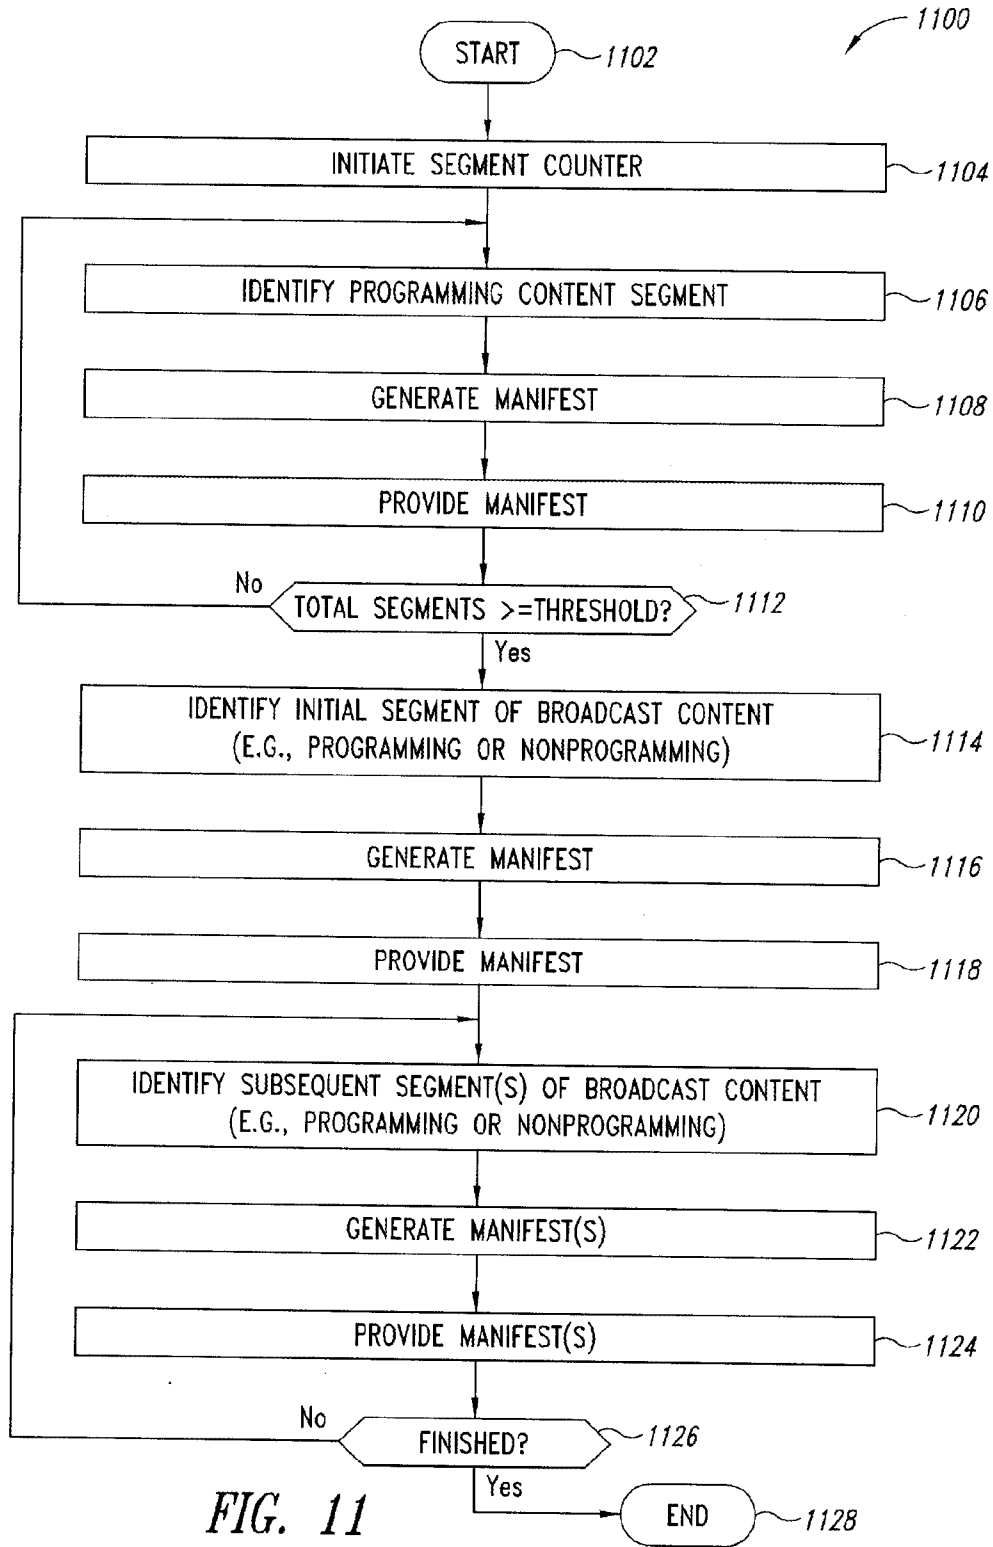 1100
START
1102
INITIATE SEGMENT COUNTER
1104
IDENTIFY PROGRAMMING CONTENT SEGMENT
1106
GENERATE MANIFEST
1108
PROVIDE MANIFEST
1110
No
TOTAL SEGMENTS >=THRESHOLD?
1112
Yes
IDENTIFY INITIAL SEGMENT OF BROADCAST CONTENT
(E.G., PROGRAMMING OR NONPROGRAMMING)
1114
GENERATE MANIFEST
1116
PROVIDE MANIFEST
1118
IDENTIFY SUBSEQUENT SEGMENT(S) OF BROADCAST CONTENT
(E.G., PROGRAMMING OR NONPROGRAMMING)
1120
GENERATE MANIFEST(S)
1122
PROVIDE MANIFEST(S)
1124
No
FINISHED?
1126
Yes
END
1128
FIG. 11